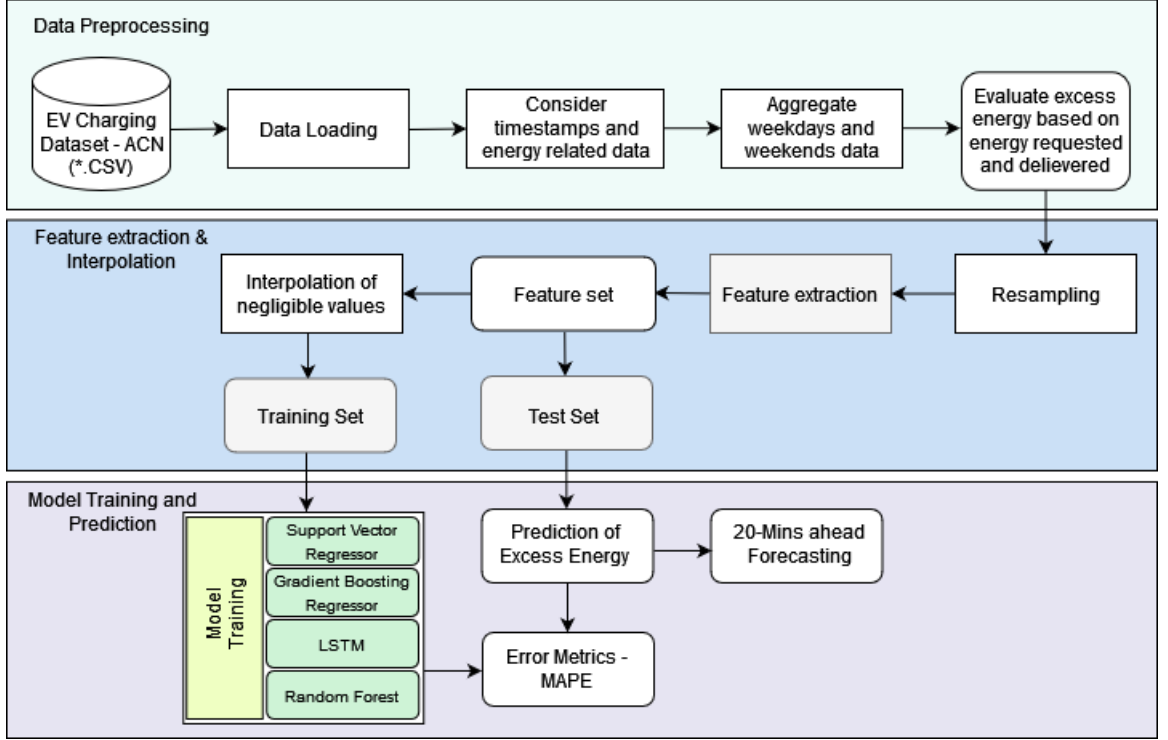 Data Preprocessing
EV Charging
Dataset - ACN
(*.CSV)
Data Loading
Consider
timestamps and
energy related data
Aggregate
weekdays and
weekends data
Evaluate excess
energy based on
energy requested
and delievered
Feature extraction &
Interpolation
Interpolation of
negligible values
Feature set
Feature extraction
Resampling
Training Set
Test Set
Model Training and
Prediction
Model
Training
Support Vector
Regressor
Gradient Boosting
Regressor
LSTM
Random Forest
Prediction of
Excess Energy
20-Mins ahead
Forecasting
Error Metrics -
MAPE